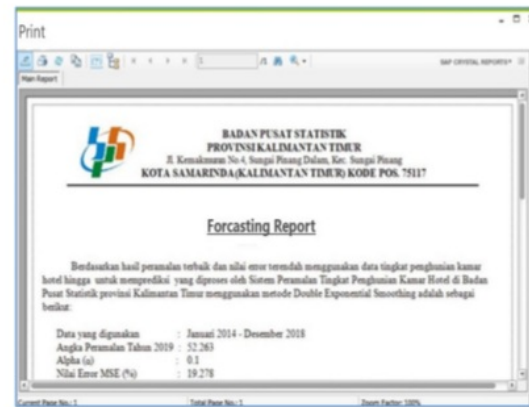 Print
1
/1
SAP CRYSTAL REPORTS®
Main Report
BADAN PUSAT STATISTIK
PROVINSI KALIMANTAN TIMUR
Jl. Kemakmuran No.4, Sungai Pinang Dalam, Kec. Sungai Pinang
KOTA SAMARINDA (KALIMANTAN TIMUR) KODE POS. 75117
Forcasting Report
Berdasarkan hasil peramalan terbaik dan nilai error terendah menggunakan data tingkat penghunian kamar
hotel hingga untuk memprediksi yang diproses oleh Sistem Peramalan Tingkat Penghunian Kamar Hotel di Badan
Pusat Statistik provinsi Kalimantan Timur menggunakan metode Double Exponential Smoothing adalah sebagai
berikut:
Data yang digunakan : Januari 2014 - Desember 2018
Angka Peramalan Tahun 2019 : 52.263
Alpha (α) : 0.1
Nilai Error MSE (%) : 19.278
Current Page No.: 1 Total Page No.: 1 Zoom Factor: 100%